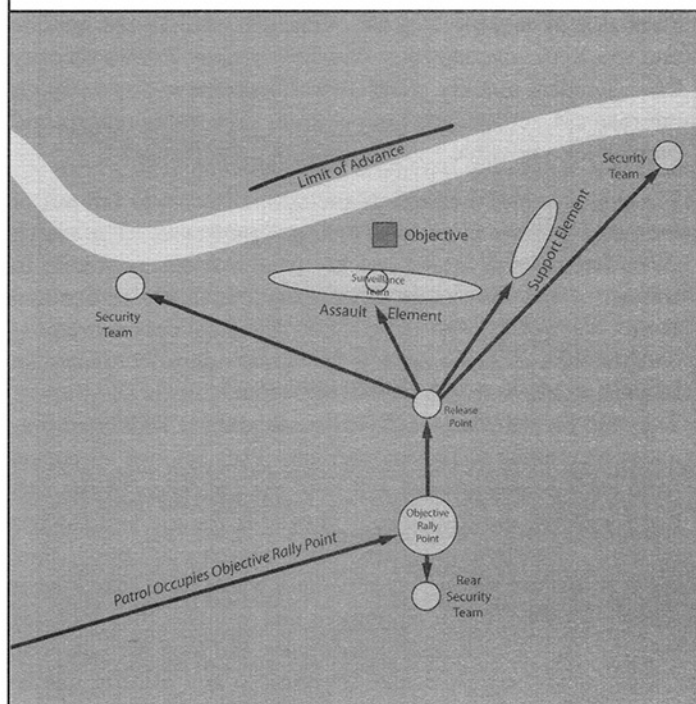 Limit of Advance
Security
Team
Objective
Support Element
Surveillance
Team
Security
Team
Assault Element
Release
Point
Objective
Rally
Point
Patrol Occupies Objective Rally Point
Rear
Security
Team